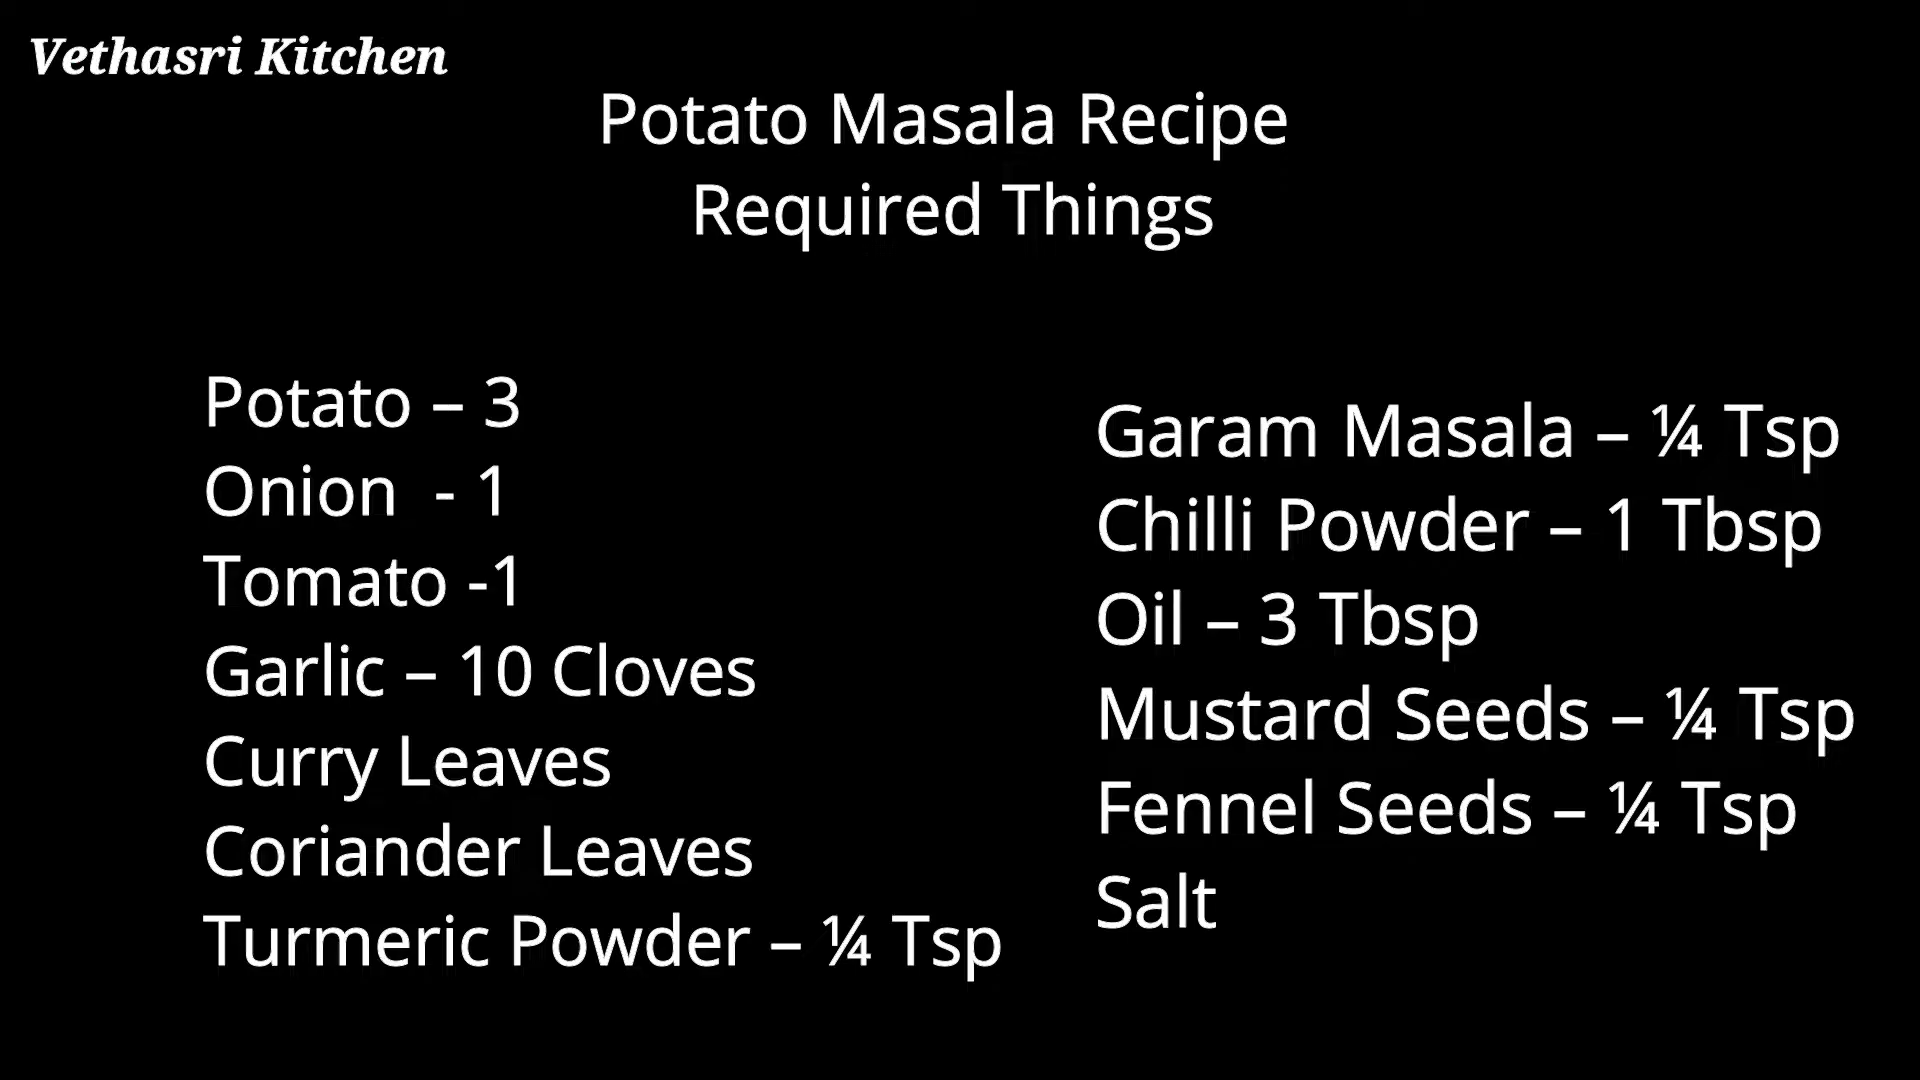 Vethasri Kitchen
Potato Masala Recipe
Required Things
Potato – 3
Onion  - 1
Tomato -1
Garlic – 10 Cloves
Curry Leaves
Coriander Leaves
Turmeric Powder – ¼ Tsp
Garam Masala – ¼ Tsp
Chilli Powder – 1 Tbsp
Oil – 3 Tbsp
Mustard Seeds – ¼ Tsp
Fennel Seeds – ¼ Tsp
Salt